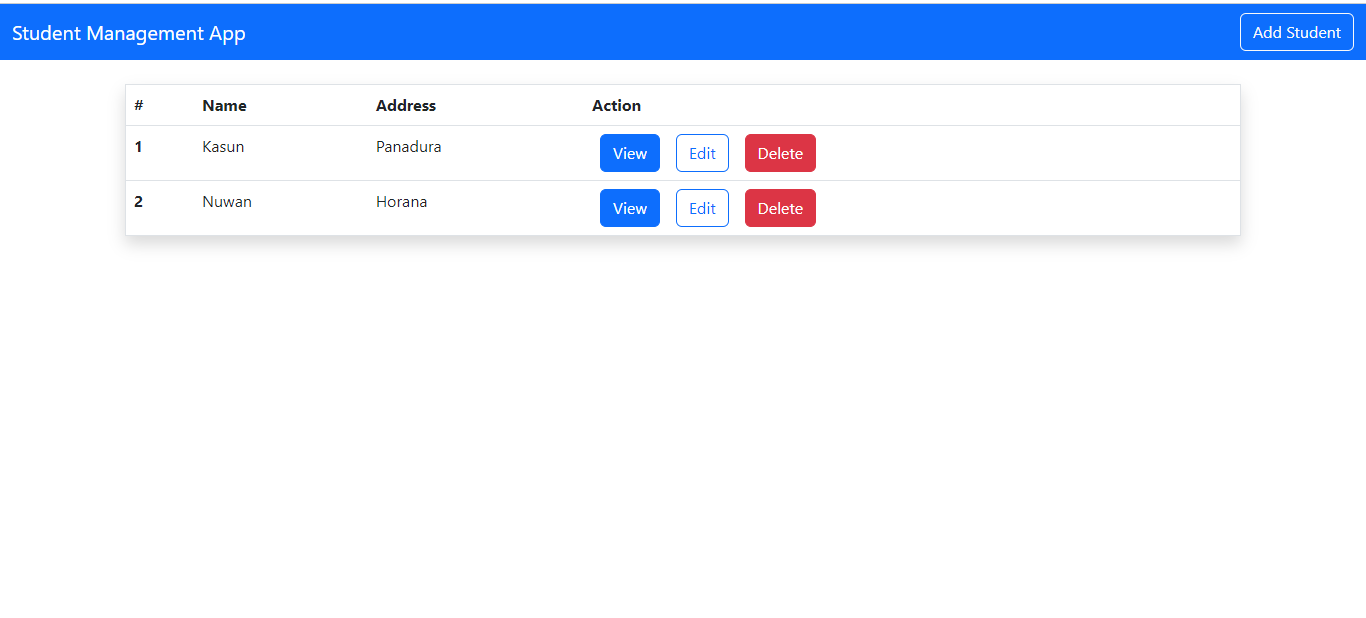 Student Management App Add Student
# Name Address Action
1 Kasun Panadura View Edit Delete
2 Nuwan Horana View Edit Delete